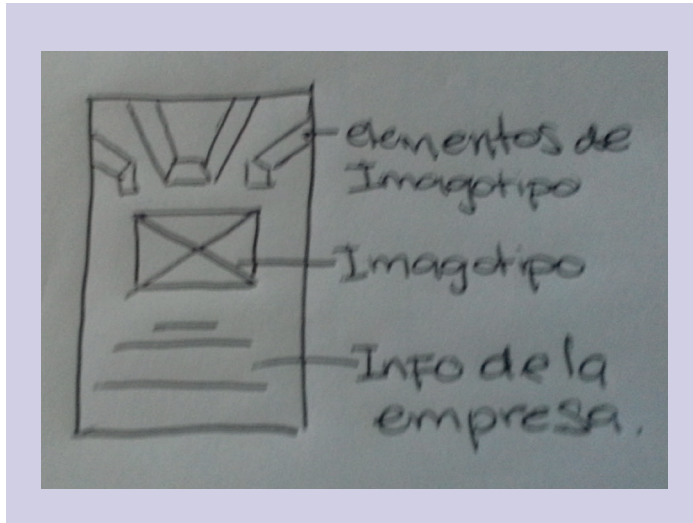 elementos de
Imagotipo
Imagotipo
Info de la
empresa.